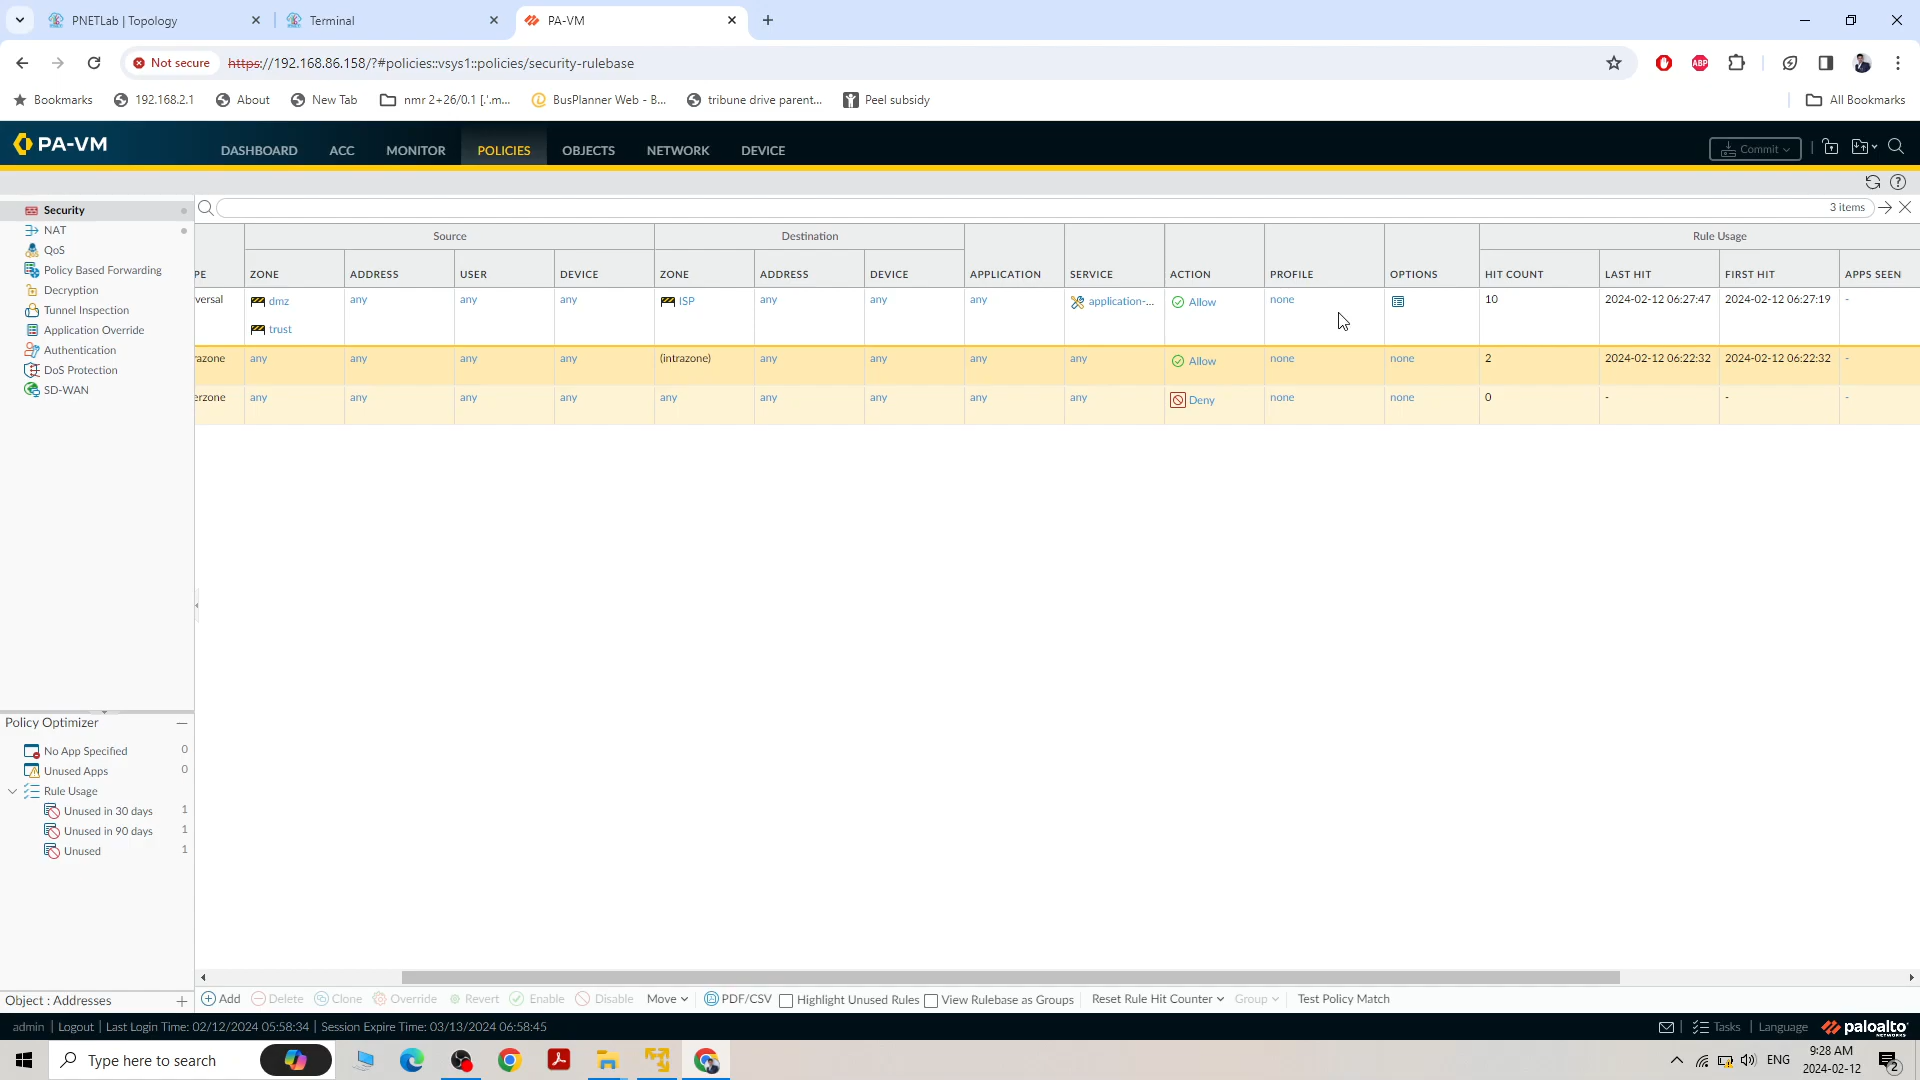 PNETLab | Topology
Terminal
PA-VM
Not secure
https://192.168.86.158/?#policies::vsys1::policies/security-rulebase
ABP
Bookmarks
192.168.2.1
About
New Tab
nmr 2+26/0.1 [.'.m...
BusPlanner Web - B...
tribune drive parent...
Peel subsidy
All Bookmarks
PA-VM
DASHBOARD
ACC
MONITOR
POLICIES
OBJECTS
NETWORK
DEVICE
Commit
Security
NAT
QoS
Policy Based Forwarding
Decryption
Tunnel Inspection
Application Override
Authentication
DoS Protection
SD-WAN
3 items
Source
Destination
Rule Usage
PE
ZONE
ADDRESS
USER
DEVICE
ZONE
ADDRESS
DEVICE
APPLICATION
SERVICE
ACTION
PROFILE
OPTIONS
HIT COUNT
LAST HIT
FIRST HIT
APPS SEEN
versal
dmz
trust
any
any
any
ISP
any
any
any
application-...
Allow
none
10
2024-02-12 06:27:47
2024-02-12 06:27:19
-
razone
any
any
any
any
(intrazone)
any
any
any
any
Allow
none
none
2
2024-02-12 06:22:32
2024-02-12 06:22:32
-
erzone
any
any
any
any
any
any
any
any
any
Deny
none
none
0
-
-
-
Policy Optimizer
No App Specified 0
Unused Apps 0
Rule Usage
Unused in 30 days 1
Unused in 90 days 1
Unused 1
Object : Addresses
Add
Delete
Clone
Override
Revert
Enable
Disable
Move
PDF/CSV
Highlight Unused Rules
View Rulebase as Groups
Reset Rule Hit Counter
Group
Test Policy Match
admin | Logout | Last Login Time: 02/12/2024 05:58:34 | Session Expire Time: 03/13/2024 06:58:45
Tasks | Language
paloalto
NETWORKS
Type here to search
ENG
9:28 AM
2024-02-12
2